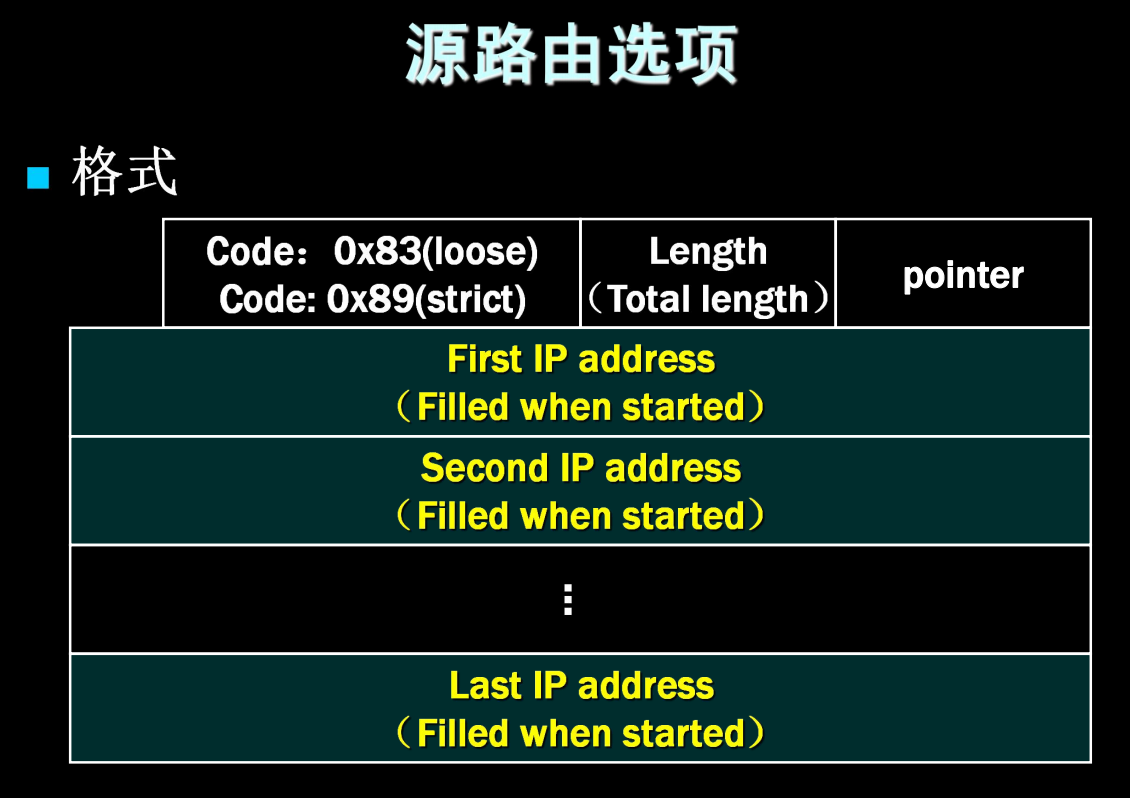 源路由选项
格式
Code：0x83(loose)
Code: 0x89(strict)
Length
（Total length）
pointer
First IP address
（Filled when started）
Second IP address
（Filled when started）
⋮
Last IP address
（Filled when started）